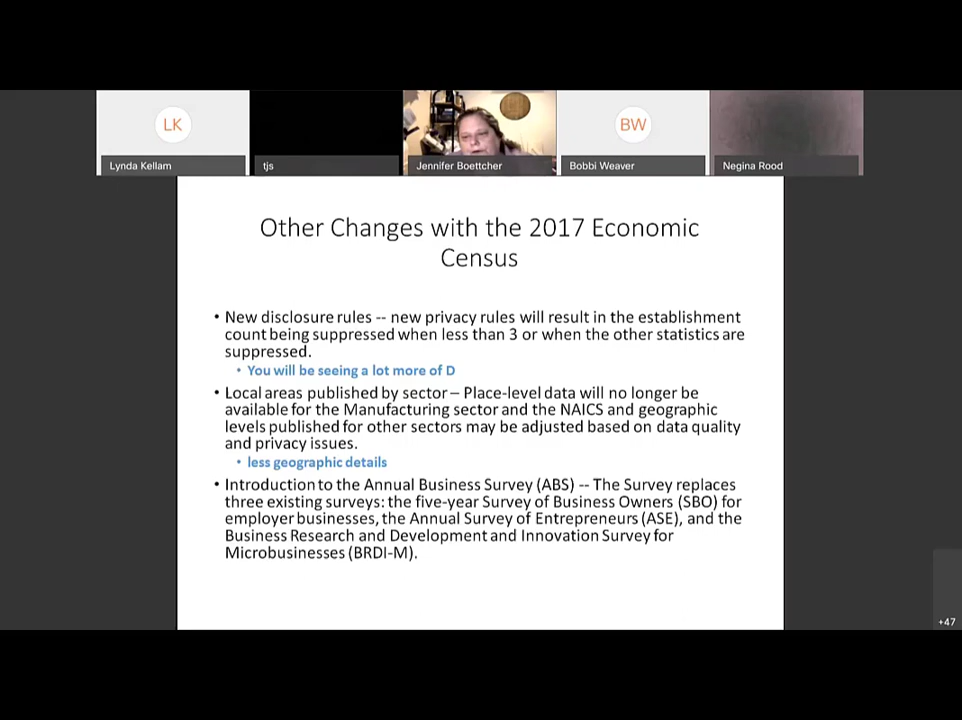 LK
BW
Lynda Kellam
tjs
Jennifer Boettcher
Bobbi Weaver
Negina Rood
Other Changes with the 2017 Economic
Census
• New disclosure rules -- new privacy rules will result in the establishment
count being suppressed when less than 3 or when the other statistics are
suppressed.
• You will be seeing a lot more of D
• Local areas published by sector – Place-level data will no longer be
available for the Manufacturing sector and the NAICS and geographic
levels published for other sectors may be adjusted based on data quality
and privacy issues.
• less geographic details
• Introduction to the Annual Business Survey (ABS) -- The Survey replaces
three existing surveys: the five-year Survey of Business Owners (SBO) for
employer businesses, the Annual Survey of Entrepreneurs (ASE), and the
Business Research and Development and Innovation Survey for
Microbusinesses (BRDI-M).
+47